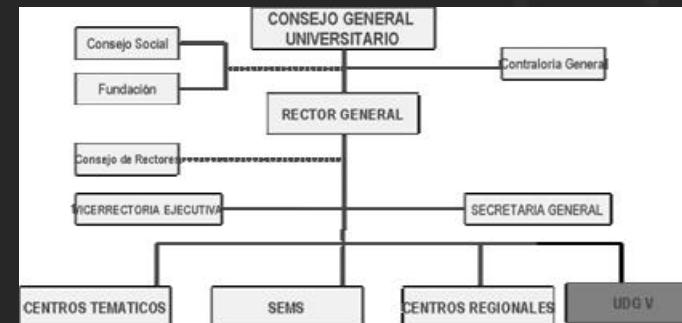 CONSEJO GENERAL
UNIVERSITARIO
Consejo Social
Fundación
Contraloria General
RECTOR GENERAL
Consejo de Rectores
VICERRECTORIA EJECUTIVA
SECRETARIA GENERAL
CENTROS TEMATICOS
SEMS
CENTROS REGIONALES
UDG V